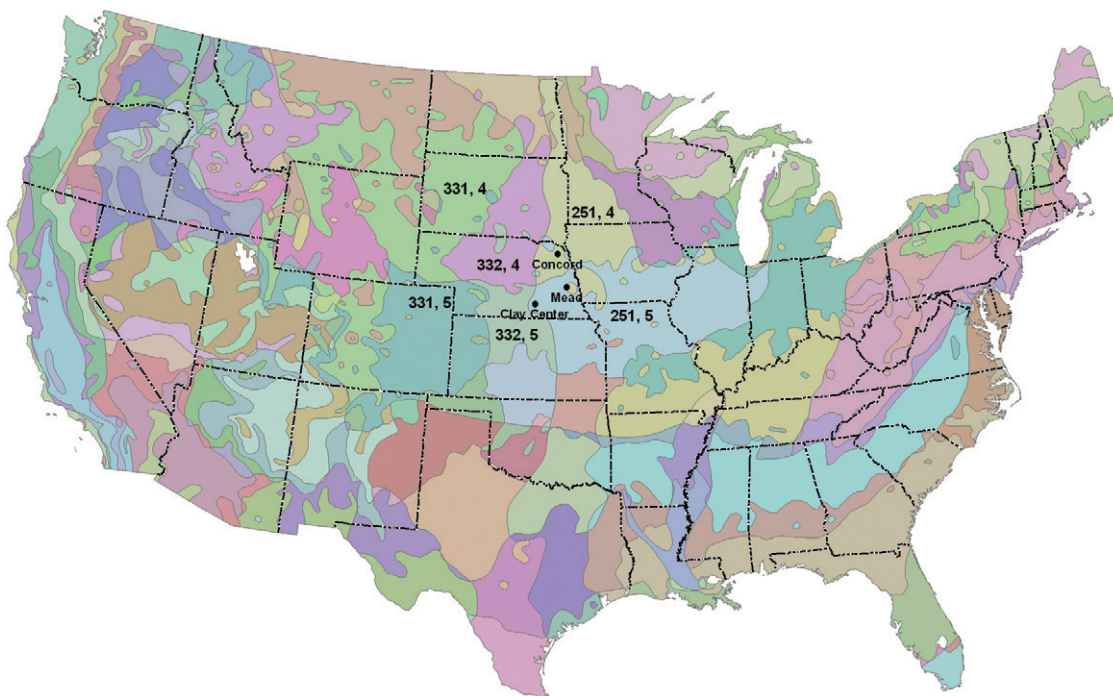 331, 4
251, 4
332, 4
Concord
Mead
331, 5
Clay Center
251, 5
332, 5